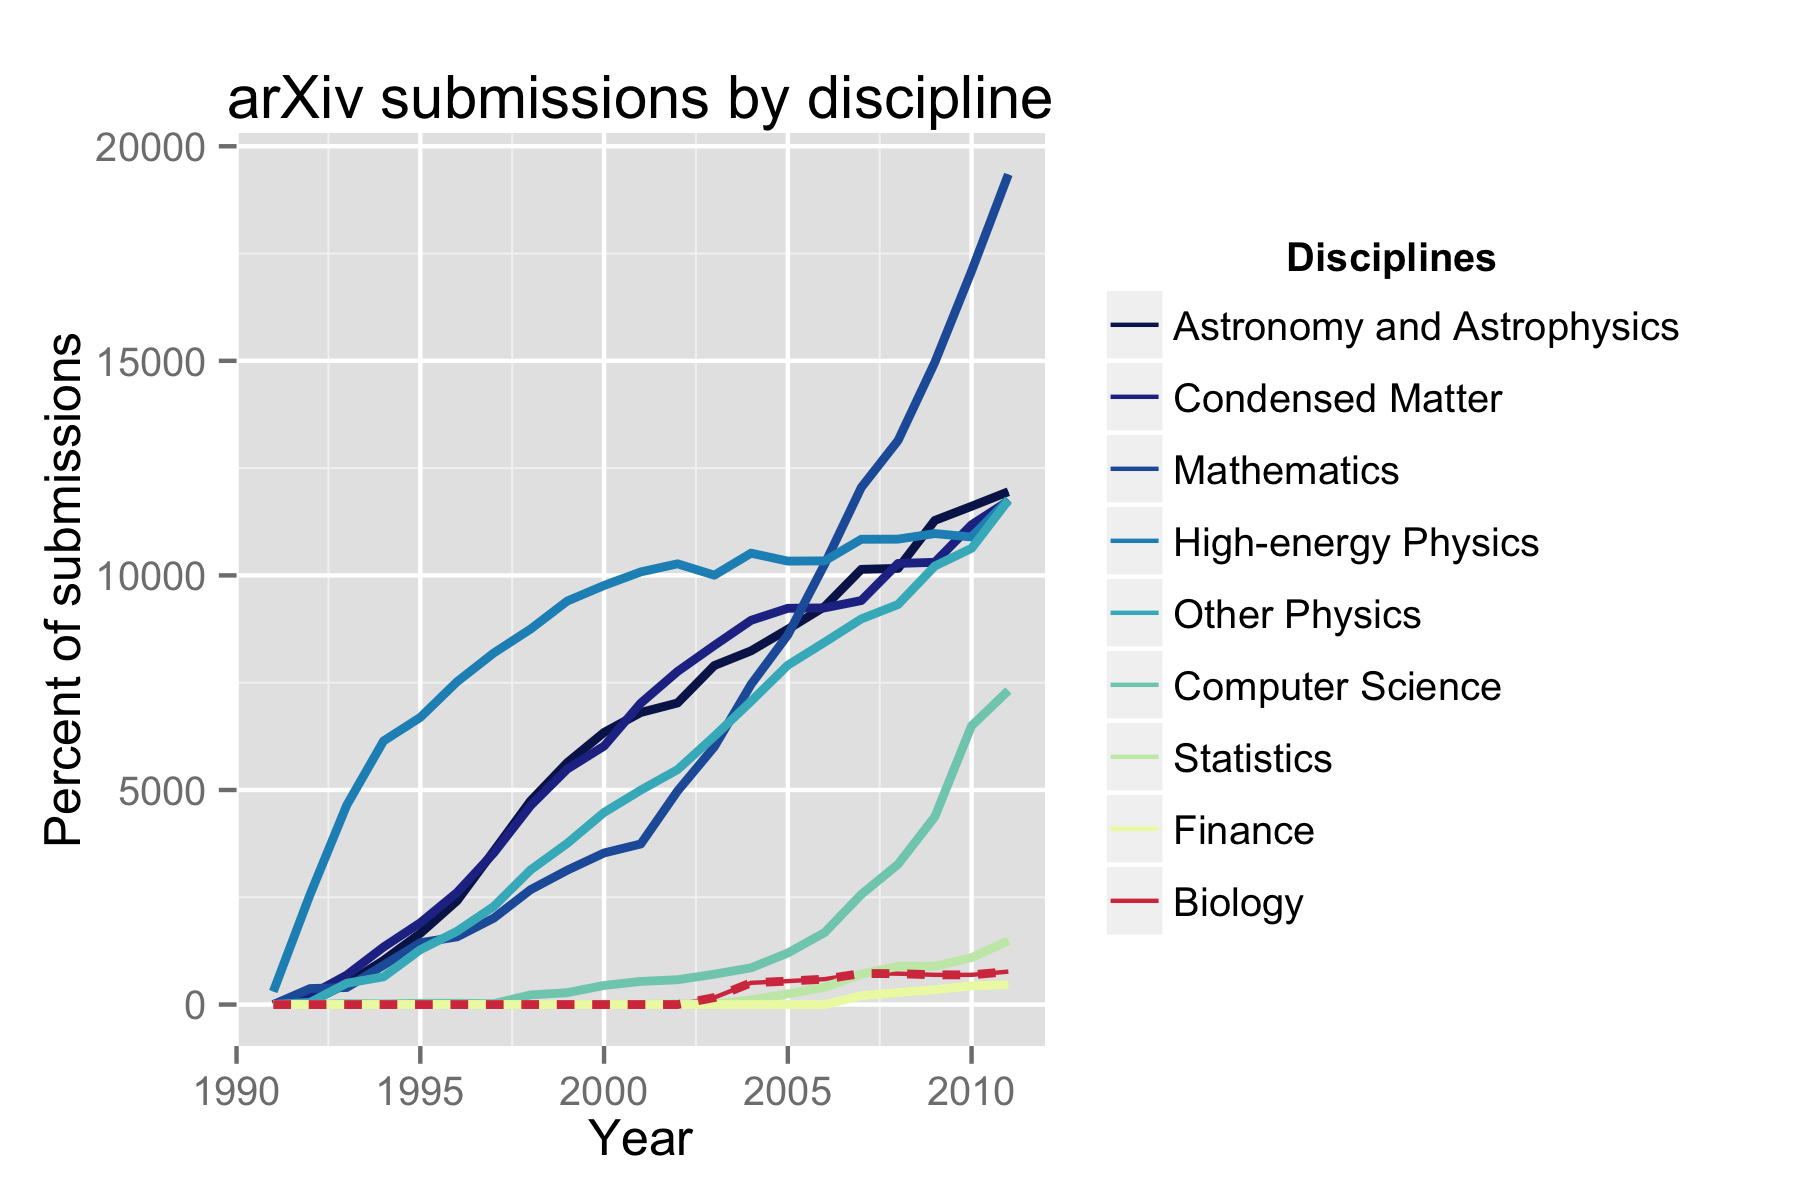 arXiv submissions by discipline
20000
15000
10000
5000
0
Percent of submissions
1990 1995 2000 2005 2010
Year
Disciplines
Astronomy and Astrophysics
Condensed Matter
Mathematics
High-energy Physics
Other Physics
Computer Science
Statistics
Finance
Biology